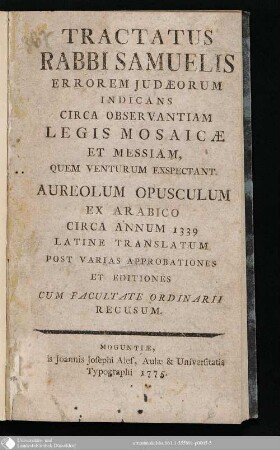 TRACTATUS
RABBI SAMUELIS
ERROREM JUDÆORUM
INDICANS
CIRCA OBSERVANTIAM
LEGIS MOSAICÆ
ET MESSIAM,
QUEM VENTURUM EXSPECTANT.
AUREOLUM OPUSCULUM
EX ARABICO
CIRCA ANNUM 1339
LATINE TRANSLATUM
POST VARIAS APPROBATIONES
ET EDITIONES
CUM FACULTATE ORDINARII
RECUSUM.
MOGUNTIÆ,
is Joannis Josephi Alef, Aulæ & Universitatis
Typographi 1775.